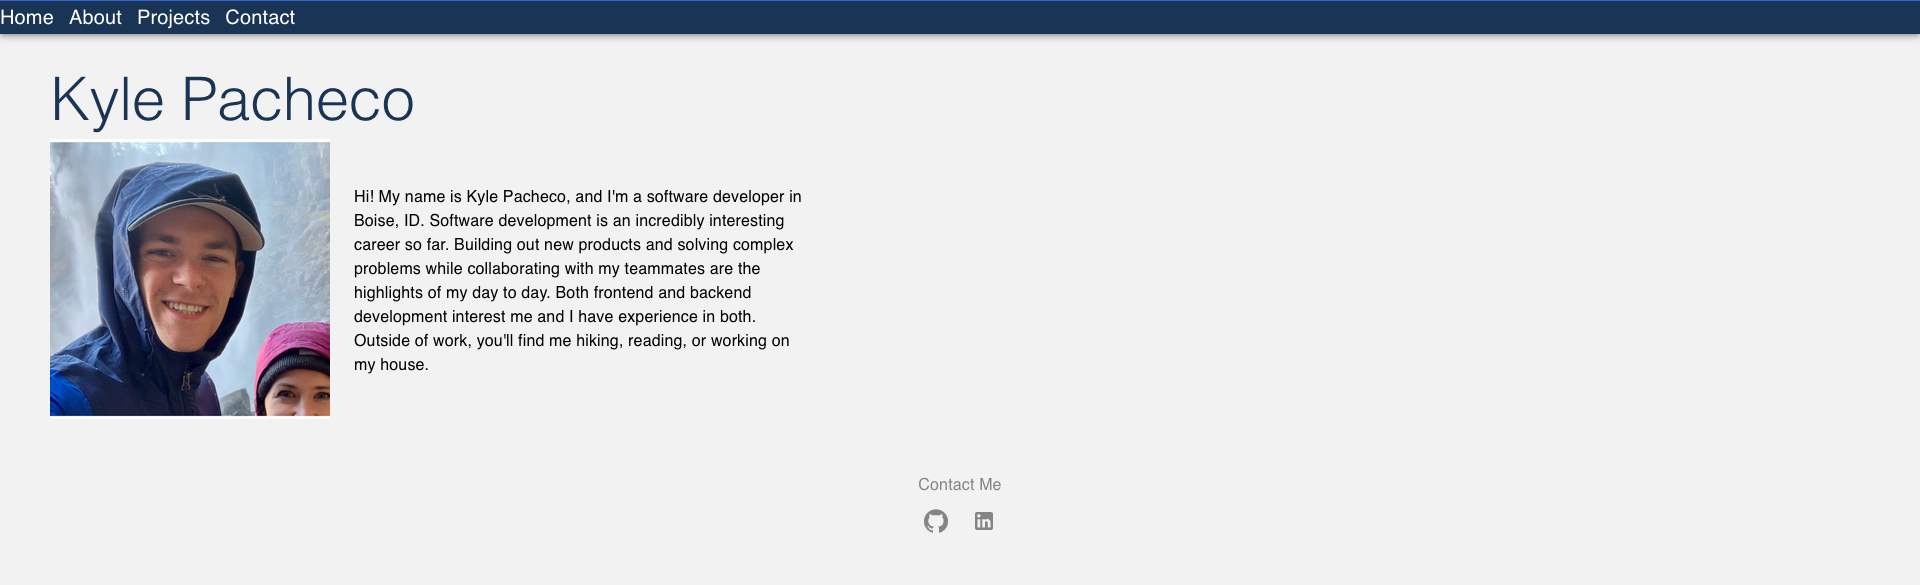 Home About Projects Contact
Kyle Pacheco
Hi! My name is Kyle Pacheco, and I'm a software developer in
Boise, ID. Software development is an incredibly interesting
career so far. Building out new products and solving complex
problems while collaborating with my teammates are the
highlights of my day to day. Both frontend and backend
development interest me and I have experience in both.
Outside of work, you'll find me hiking, reading, or working on
my house.
Contact Me
in